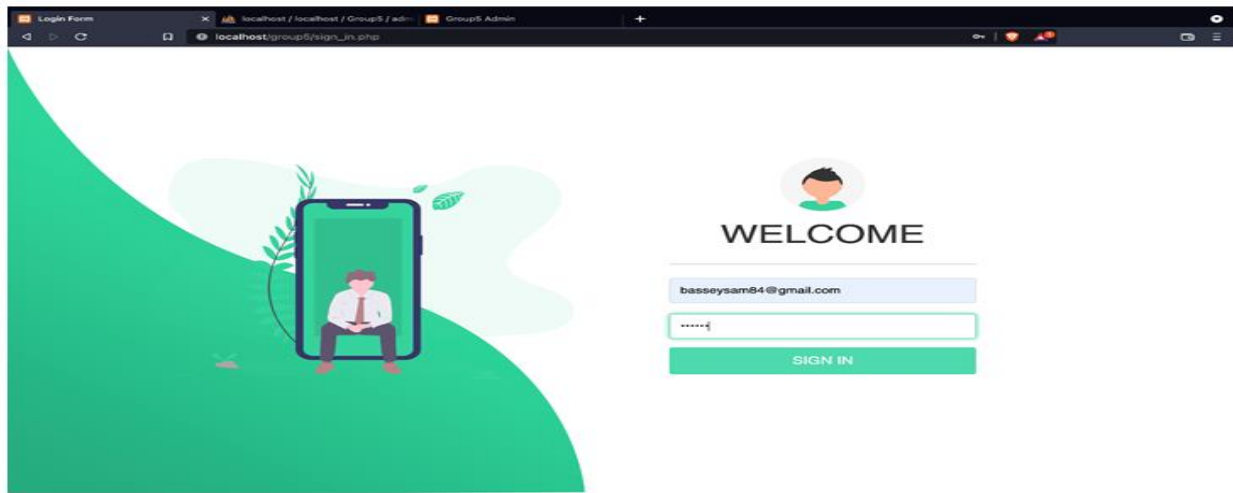 Login Form
localhost / localhost / Group5 / adm
Group5 Admin
localhost/group5/sign_in.php
WELCOME
basseysam84@gmail.com
SIGN IN